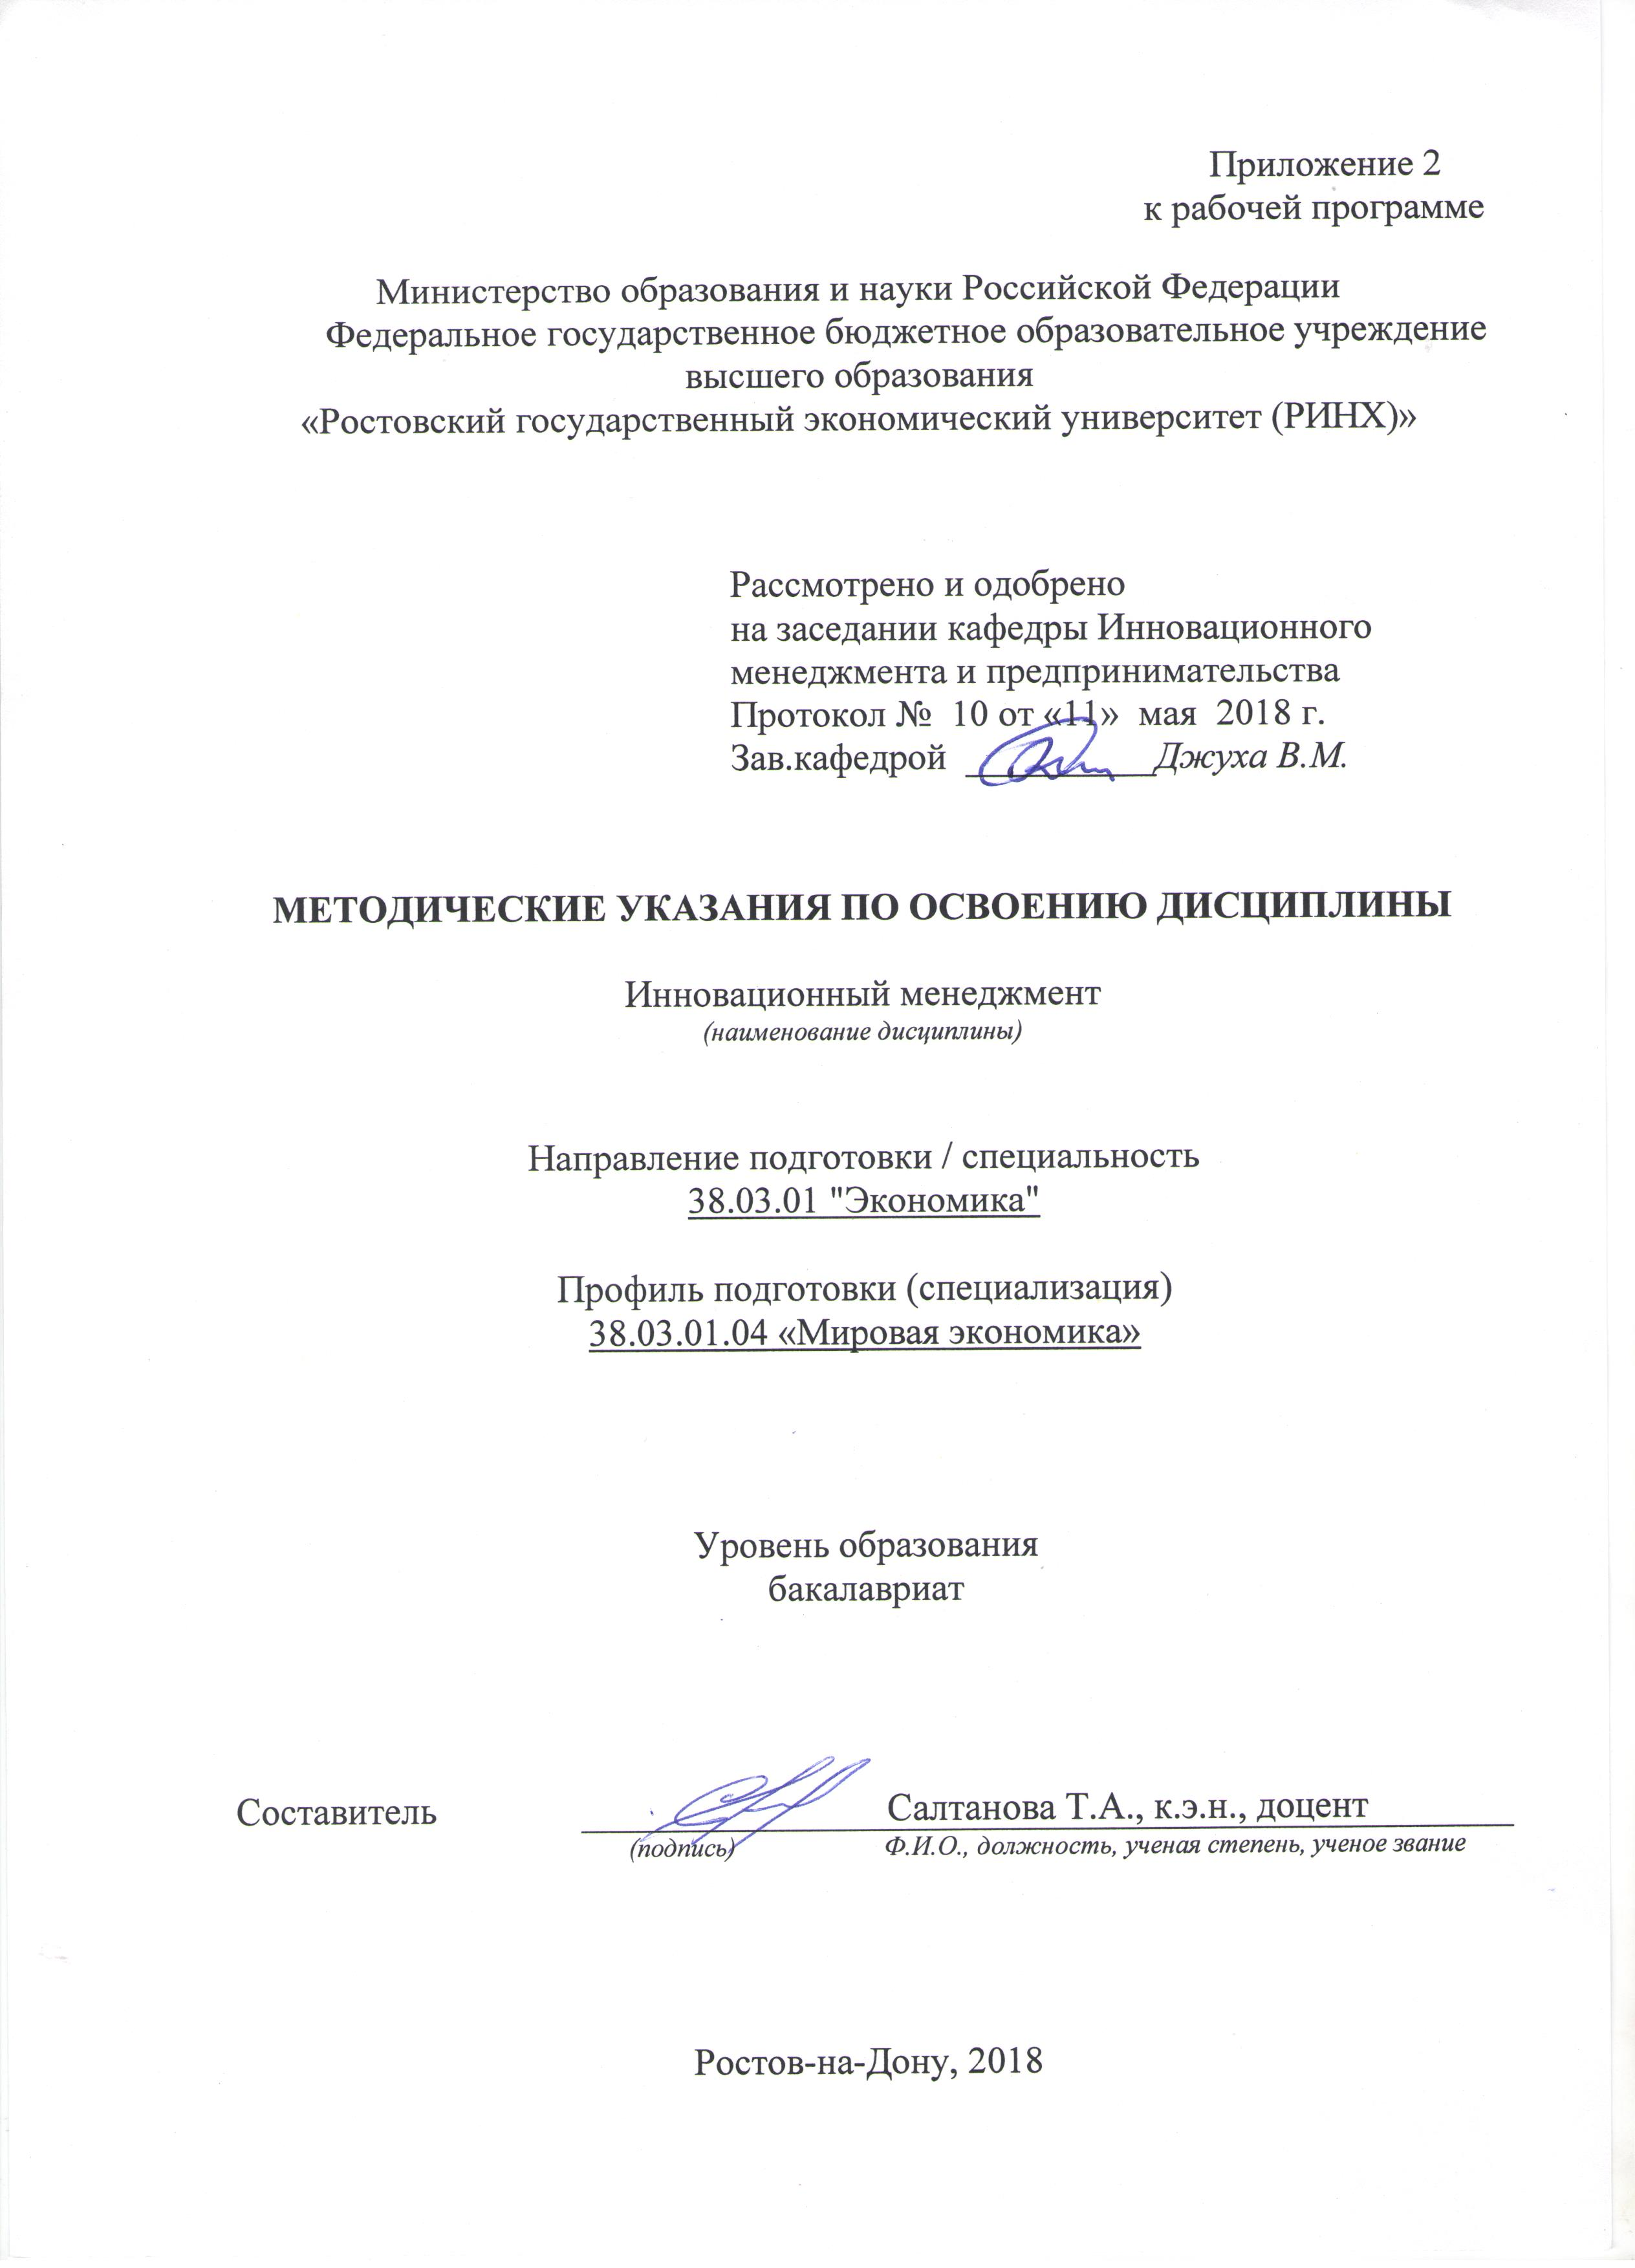 Приложение 2
к рабочей программе
Министерство образования и науки Российской Федерации
Федеральное государственное бюджетное образовательное учреждение
высшего образования
«Ростовский государственный экономический университет (РИНХ)»
Рассмотрено и одобрено
на заседании кафедры Инновационного
менеджмента и предпринимательства
Протокол № 10 от «11» мая 2018 г.
Зав.кафедрой __________Джуха В.М.
МЕТОДИЧЕСКИЕ УКАЗАНИЯ ПО ОСВОЕНИЮ ДИСЦИПЛИНЫ
Инновационный менеджмент
(наименование дисциплины)
Направление подготовки / специальность
38.03.01 "Экономика"
Профиль подготовки (специализация)
38.03.01.04 «Мировая экономика»
Уровень образования
бакалавриат
Составитель Салтанова Т.А., к.э.н., доцент
(подпись) Ф.И.О., должность, ученая степень, ученое звание
Ростов-на-Дону, 2018